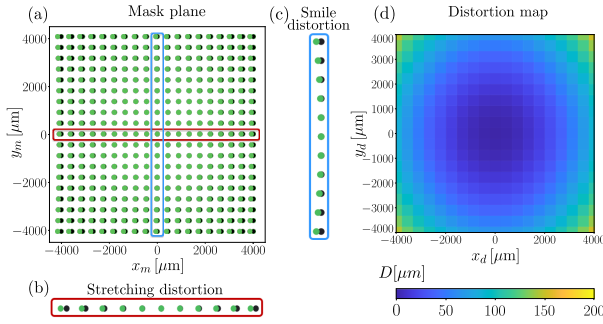 (a) Mask plane
4000
2000
0
−2000
−4000
y_m [μm]
−4000 −2000 0 2000 4000
x_m [μm]
(b) Stretching distortion
(c) Smile
distortion
(d) Distortion map
4000
3000
2000
1000
0
−1000
−2000
−3000
−4000
y_d [μm]
−4000 −2000 0 2000 4000
x_d [μm]
D[μm]
0 50 100 150 200